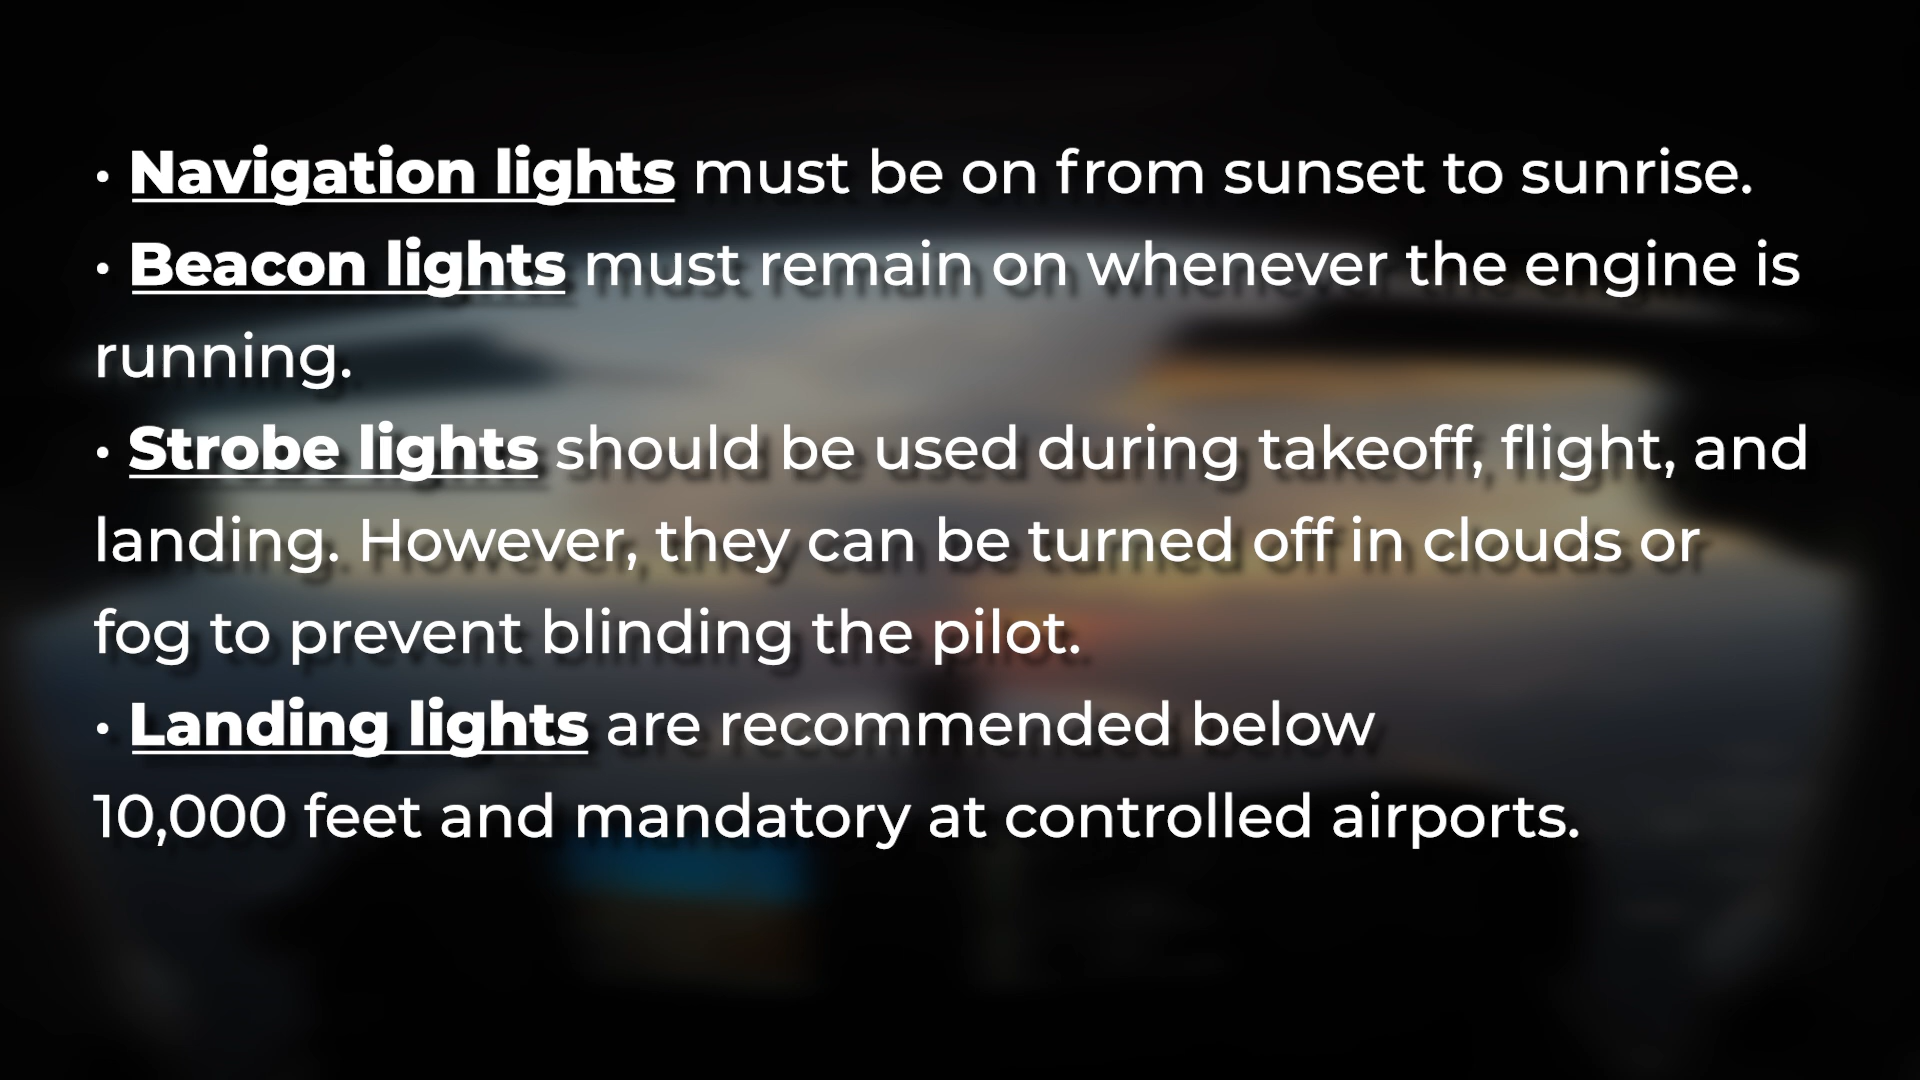 • Navigation lights must be on from sunset to sunrise.
• Beacon lights must remain on whenever the engine is
running.
• Strobe lights should be used during takeoff, flight, and
landing. However, they can be turned off in clouds or
fog to prevent blinding the pilot.
• Landing lights are recommended below
10,000 feet and mandatory at controlled airports.